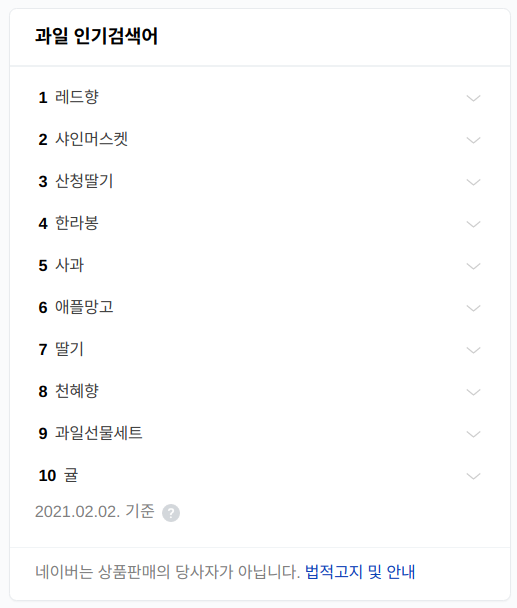 과일 인기검색어
1 레드향
2 샤인머스켓
3 산청딸기
4 한라봉
5 사과
6 애플망고
7 딸기
8 천혜향
9 과일선물세트
10 귤
2021.02.02. 기준 ?
네이버는 상품판매의 당사자가 아닙니다. 법적고지 및 안내